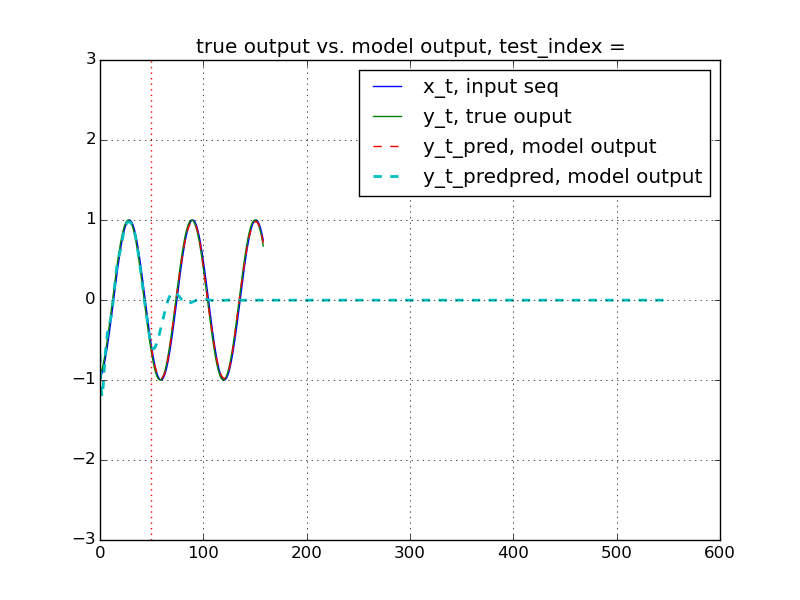 true output vs. model output, test_index =
x_t, input seq
y_t, true ouput
y_t_pred, model output
y_t_predpred, model output
3
2
1
0
−1
−2
−3
0 100 200 300 400 500 600